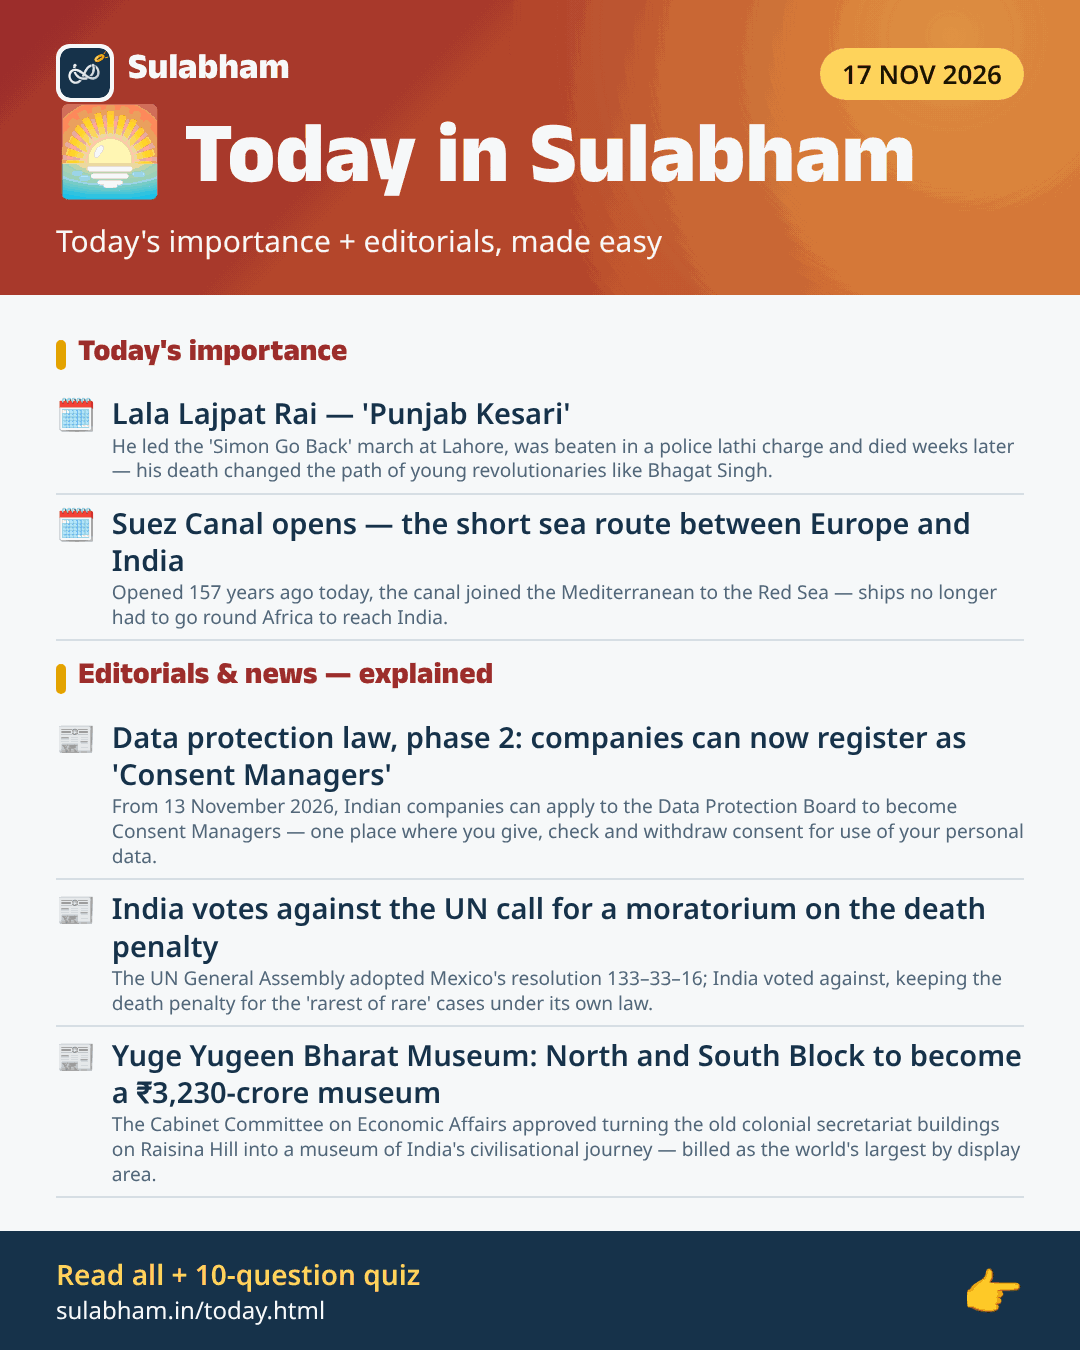 Sulabham
17 NOV 2026
Today in Sulabham
Today's importance + editorials, made easy
Today's importance
Lala Lajpat Rai — 'Punjab Kesari'
He led the 'Simon Go Back' march at Lahore, was beaten in a police lathi charge and died weeks later
— his death changed the path of young revolutionaries like Bhagat Singh.
Suez Canal opens — the short sea route between Europe and
India
Opened 157 years ago today, the canal joined the Mediterranean to the Red Sea — ships no longer
had to go round Africa to reach India.
Editorials & news — explained
Data protection law, phase 2: companies can now register as
'Consent Managers'
From 13 November 2026, Indian companies can apply to the Data Protection Board to become
Consent Managers — one place where you give, check and withdraw consent for use of your personal
data.
India votes against the UN call for a moratorium on the death
penalty
The UN General Assembly adopted Mexico's resolution 133–33–16; India voted against, keeping the
death penalty for the 'rarest of rare' cases under its own law.
Yuge Yugeen Bharat Museum: North and South Block to become
a ₹3,230-crore museum
The Cabinet Committee on Economic Affairs approved turning the old colonial secretariat buildings
on Raisina Hill into a museum of India's civilisational journey — billed as the world's largest by display
area.
Read all + 10-question quiz
sulabham.in/today.html